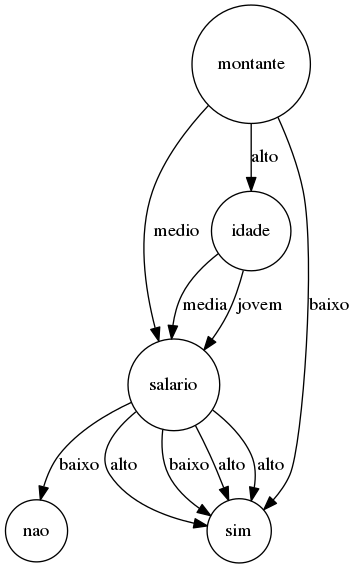 montante
alto
medio
idade
baixo
media
jovem
salario
baixo
alto
baixo
alto
alto
nao
sim